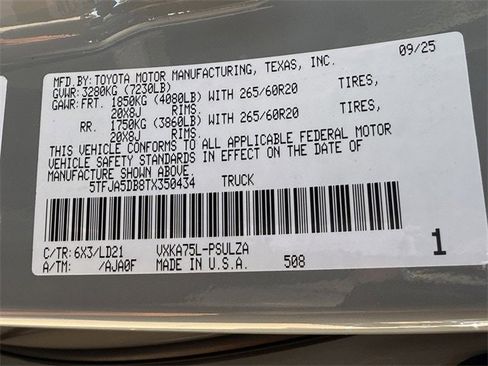 MFD. BY: TOYOTA MOTOR MANUFACTURING, TEXAS, INC. 09/25
GVWR: 3280KG (7230LB)
GAWR: FRT. 1850KG (4080LB) WITH 265/60R20 TIRES,
20X8J RIMS.
RR. 1750KG (3860LB) WITH 265/60R20 TIRES,
20X8J RIMS.
THIS VEHICLE CONFORMS TO ALL APPLICABLE FEDERAL MOTOR
VEHICLE SAFETY STANDARDS IN EFFECT ON THE DATE OF
MANUFACTURE SHOWN ABOVE.
5TFJA5DB8TX350434 TRUCK
C/TR: 6X3/LD21 VXKA75L-PSULZA
A/TM: /AJA0F MADE IN U.S.A. 508 1